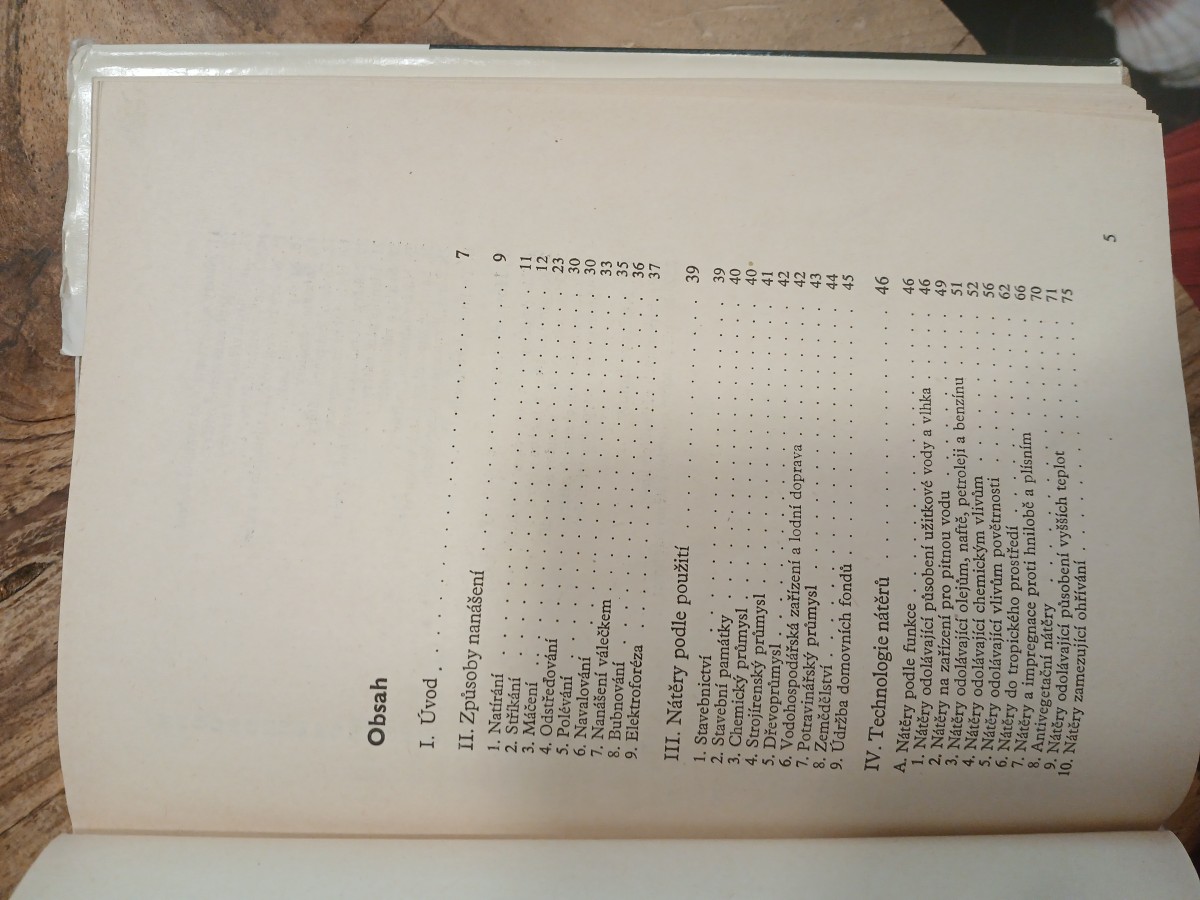 Obsah
I. Úvod . . . . . . . . . . . . . . . . 7
II. Způsoby nanášení . . . . . . . . . . . . 9
1. Natírání . . . . . . . . . . . . . . . . 11
2. Stříkání . . . . . . . . . . . . . . . . 12
3. Máčení . . . . . . . . . . . . . . . . 23
4. Odstřeďování . . . . . . . . . . . . . . 30
5. Polévání . . . . . . . . . . . . . . . . 30
6. Navalování . . . . . . . . . . . . . . . 33
7. Nanášení válečkem . . . . . . . . . . . . 35
8. Bubnování . . . . . . . . . . . . . . . 36
9. Elektroforéza . . . . . . . . . . . . . . 37
III. Nátěry podle použití . . . . . . . . . . . 39
1. Stavebnictví . . . . . . . . . . . . . . 39
2. Stavební památky . . . . . . . . . . . . 40
3. Chemický průmysl . . . . . . . . . . . . 40
4. Strojírenský průmysl . . . . . . . . . . . 41
5. Dřevoprůmysl . . . . . . . . . . . . . . 42
6. Vodohospodářská zařízení a lodní doprava . . . . . 42
7. Potravinářský průmysl . . . . . . . . . . . 43
8. Zemědělství . . . . . . . . . . . . . . 44
9. Údržba domovních fondů . . . . . . . . . . 45
IV. Technologie nátěrů . . . . . . . . . . . . 46
A. Nátěry podle funkce . . . . . . . . . . . . 46
1. Nátěry odolávající působení užitkové vody a vlhka . . . 46
2. Nátěry na zařízení pro pitnou vodu . . . . . . . 49
3. Nátěry odolávající olejům, naftě, petroleji a benzínu . . . 51
4. Nátěry odolávající chemickým vlivům . . . . . . . 52
5. Nátěry odolávající vlivům povětrnosti . . . . . . . 56
6. Nátěry do tropického prostředí . . . . . . . . . 62
7. Nátěry a impregnace proti hnilobě a plísním . . . . . 66
8. Antivegetační nátěry . . . . . . . . . . . . 70
9. Nátěry odolávající působení vyšších teplot . . . . . 71
10. Nátěry zamezující ohřívání . . . . . . . . . . 75
5